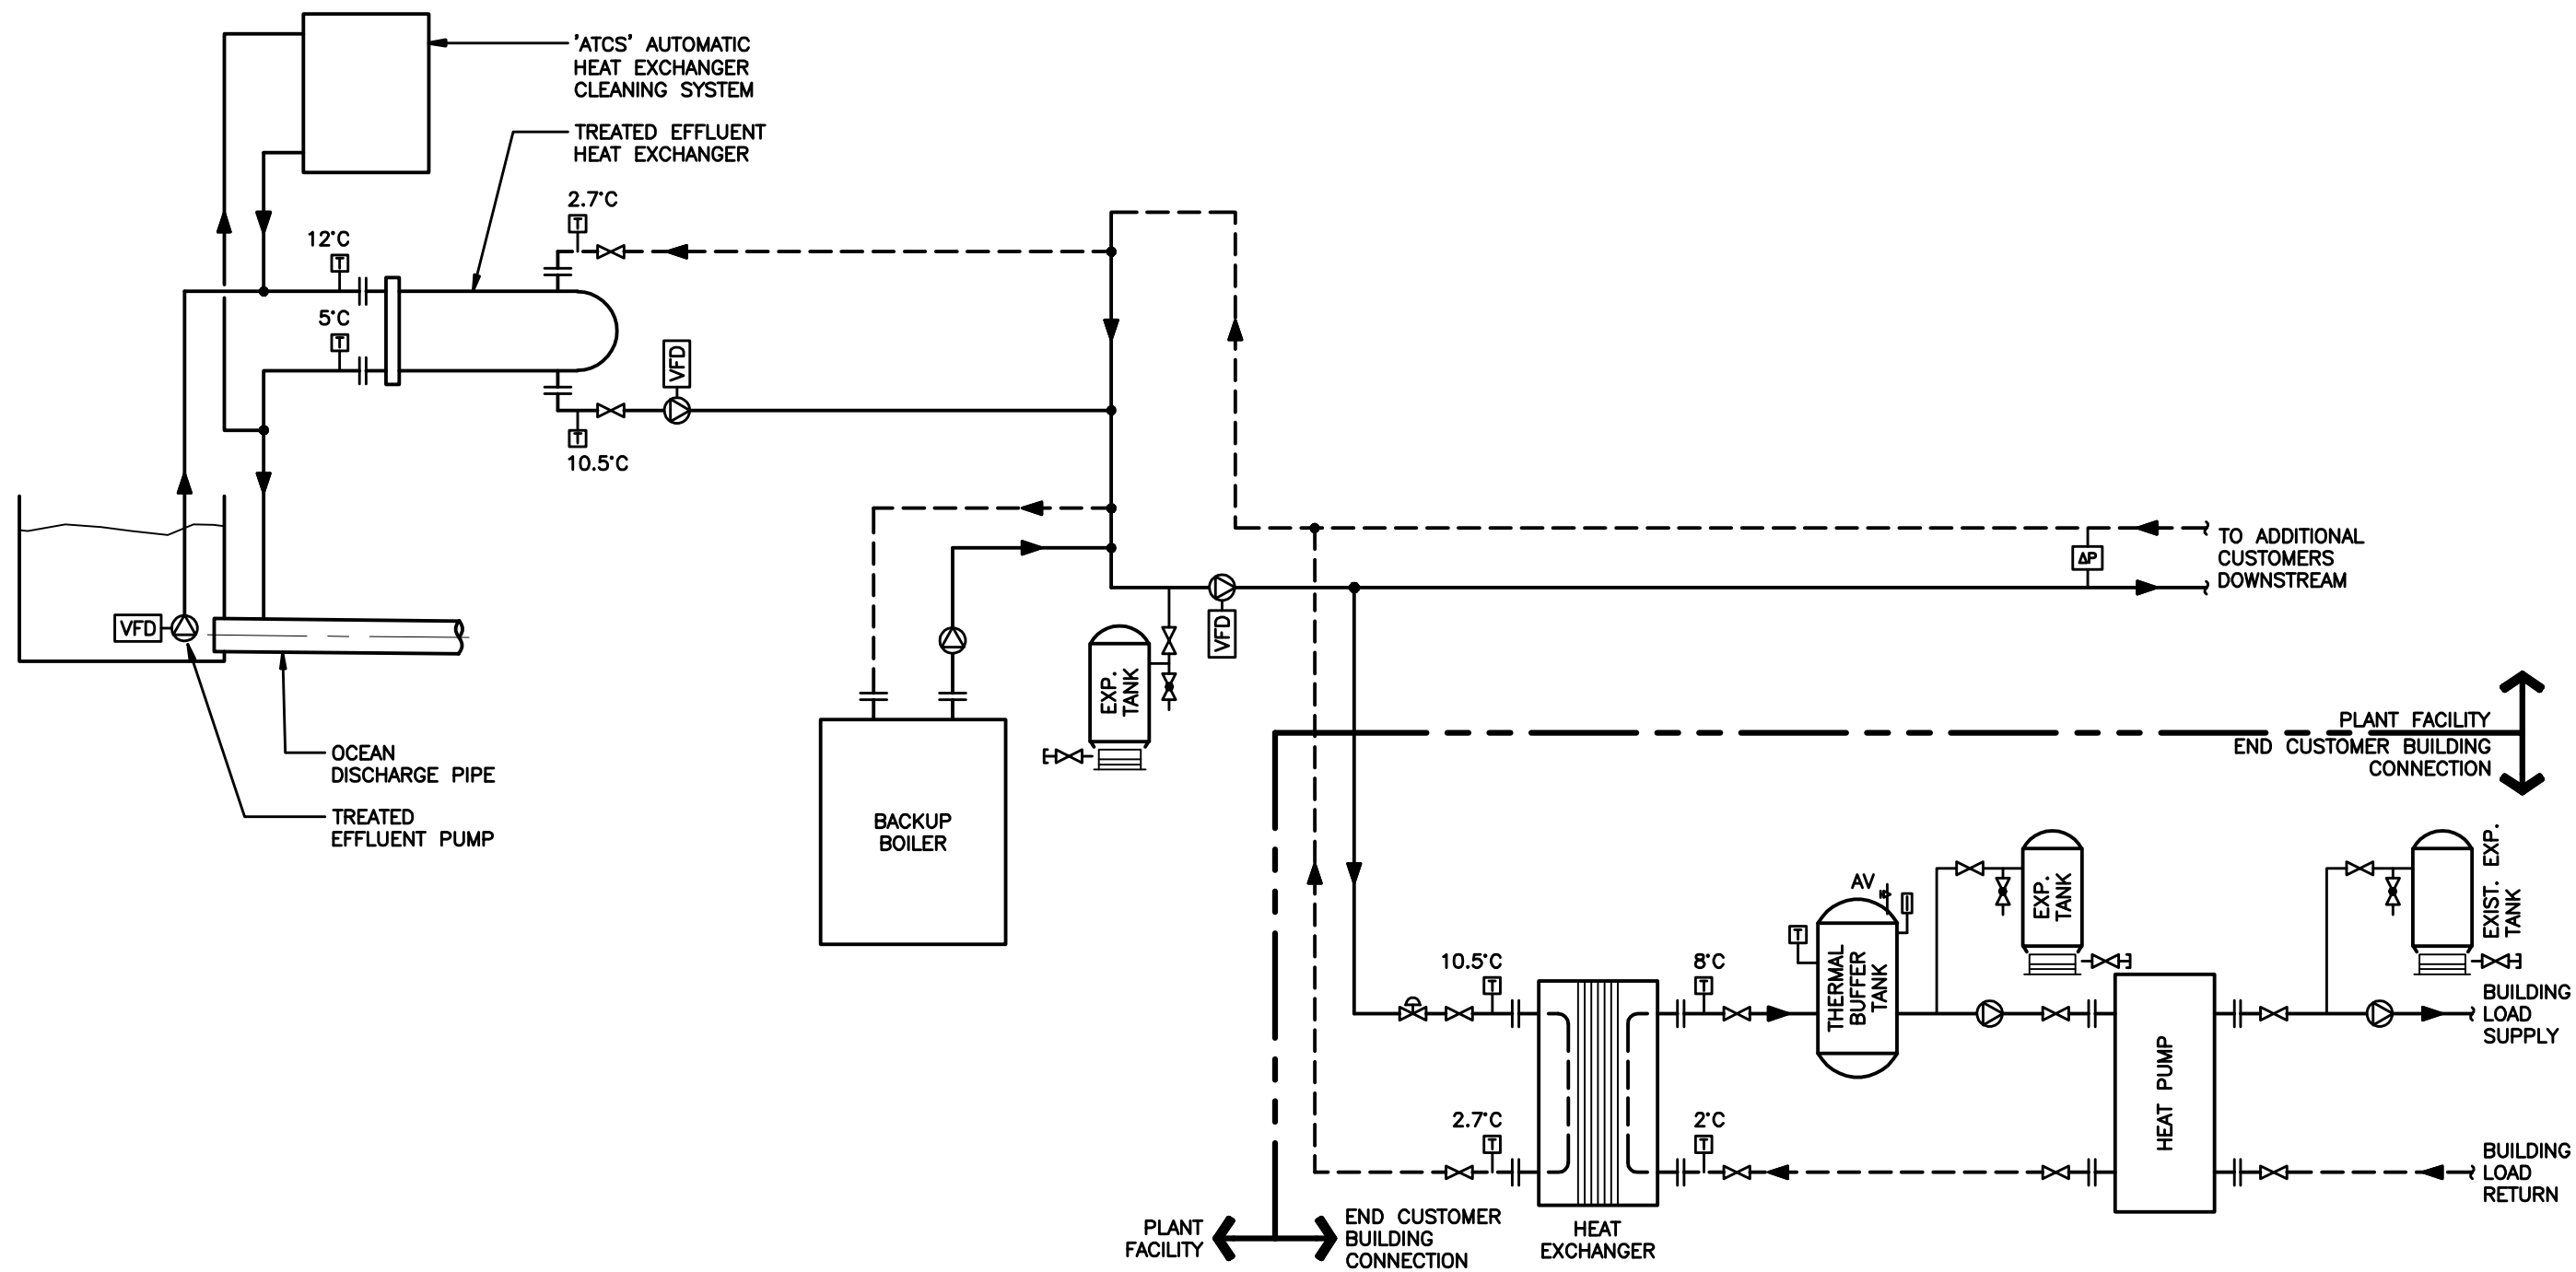 'ATCS' AUTOMATIC
HEAT EXCHANGER
CLEANING SYSTEM
TREATED EFFLUENT
HEAT EXCHANGER
2.7°C
T
12°C
T
5°C
T
VFD
T
10.5°C
TO ADDITIONAL
CUSTOMERS
DOWNSTREAM
ΔP
VFD
VFD
EXP.
TANK
PLANT FACILITY
END CUSTOMER BUILDING
CONNECTION
OCEAN
DISCHARGE PIPE
TREATED
EFFLUENT PUMP
BACKUP
BOILER
AV
T
THERMAL
BUFFER
TANK
EXP.
TANK
EXIST. EXP.
TANK
10.5°C
T
8°C
T
BUILDING
LOAD
SUPPLY
HEAT PUMP
2.7°C
T
2°C
T
BUILDING
LOAD
RETURN
PLANT
FACILITY
END CUSTOMER
BUILDING
CONNECTION
HEAT
EXCHANGER